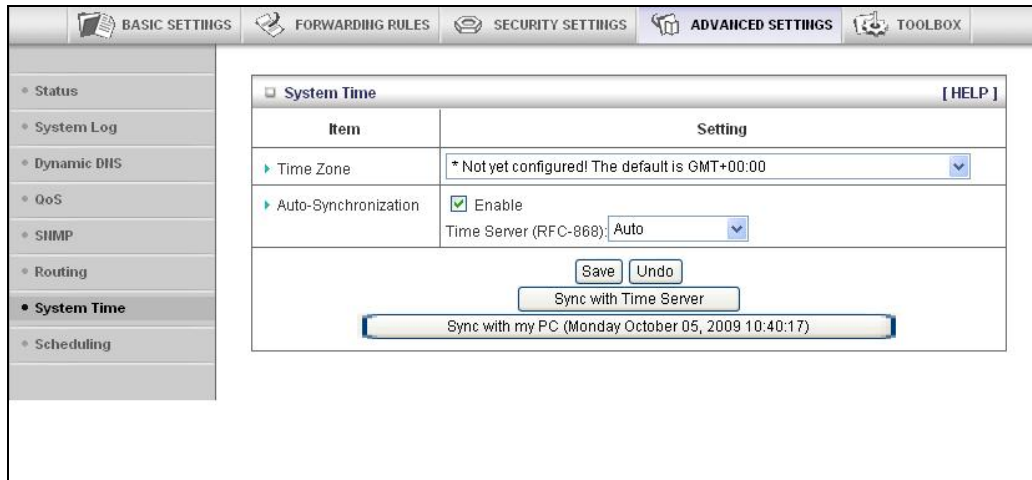 BASIC SETTINGS FORWARDING RULES SECURITY SETTINGS ADVANCED SETTINGS TOOLBOX
Status
System Log
Dynamic DNS
QoS
SNMP
Routing
System Time
Scheduling
System Time [ HELP ]
Item Setting
Time Zone * Not yet configured! The default is GMT+00:00
Auto-Synchronization Enable
Time Server (RFC-868): Auto
Save Undo
Sync with Time Server
Sync with my PC (Monday October 05, 2009 10:40:17)